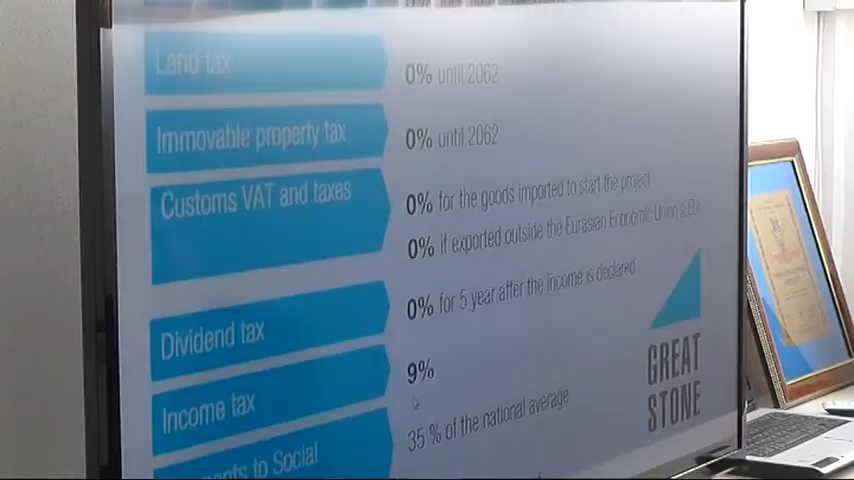 Land tax
0% until 2062
Immovable property tax
0% until 2062
Customs VAT and taxes
0% for the goods imported to start the project
0% if exported outside the Eurasian Economic Union
Dividend tax
0% for 5 year after the income is declared
Income tax
9%
to Social
35 % of the national average
GREAT
STONE